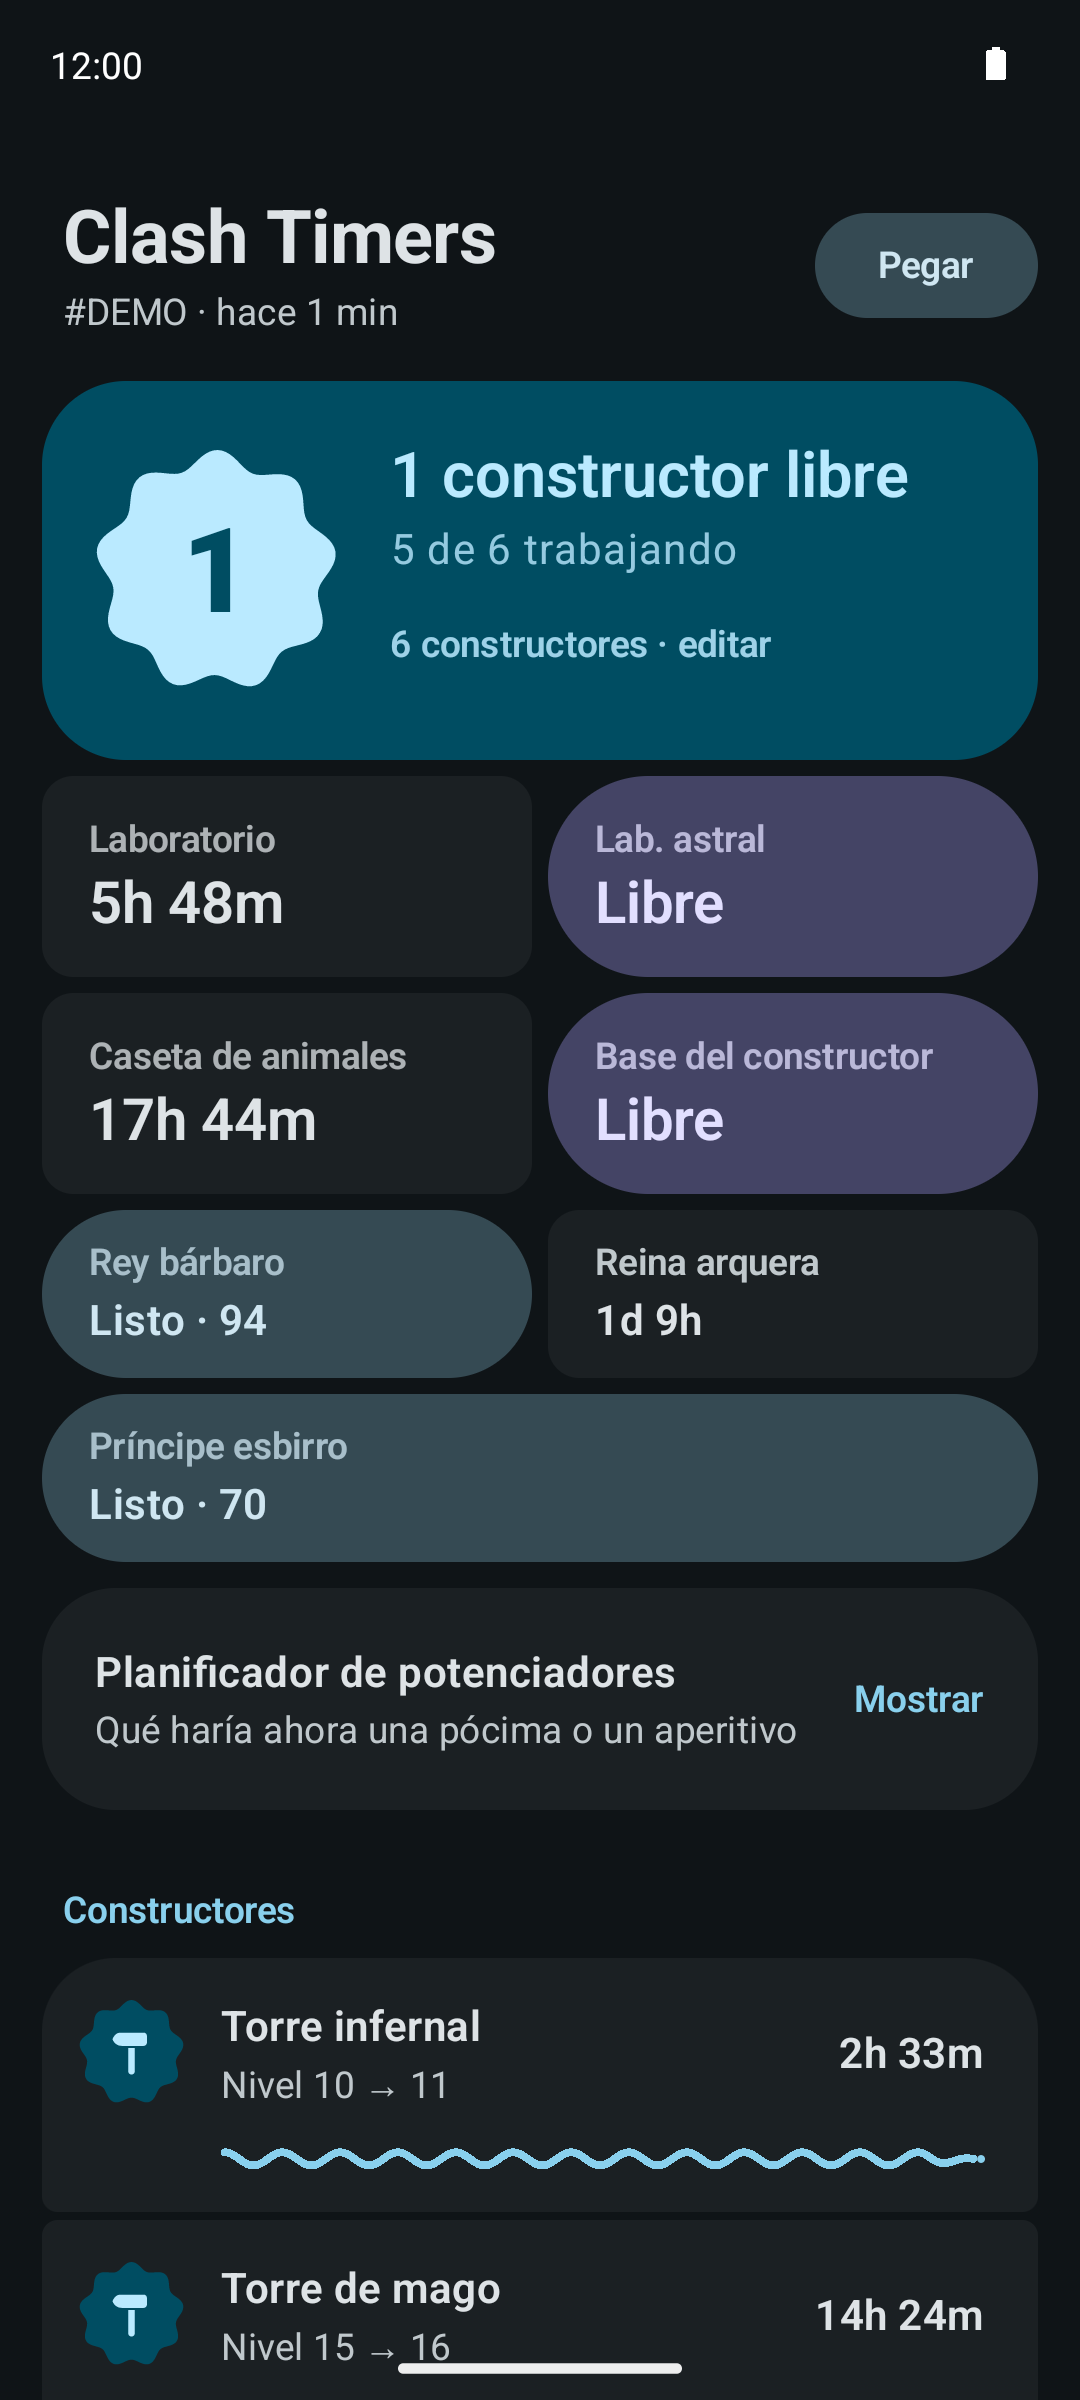 12:00
Clash Timers
#DEMO · hace 1 min
Pegar
1
1 constructor libre
5 de 6 trabajando
6 constructores · editar
Laboratorio
5h 48m
Lab. astral
Libre
Caseta de animales
17h 44m
Base del constructor
Libre
Rey bárbaro
Listo · 94
Reina arquera
1d 9h
Príncipe esbirro
Listo · 70
Planificador de potenciadores
Qué haría ahora una pócima o un aperitivo
Mostrar
Constructores
Torre infernal
Nivel 10 → 11
2h 33m
Torre de mago
Nivel 15 → 16
14h 24m